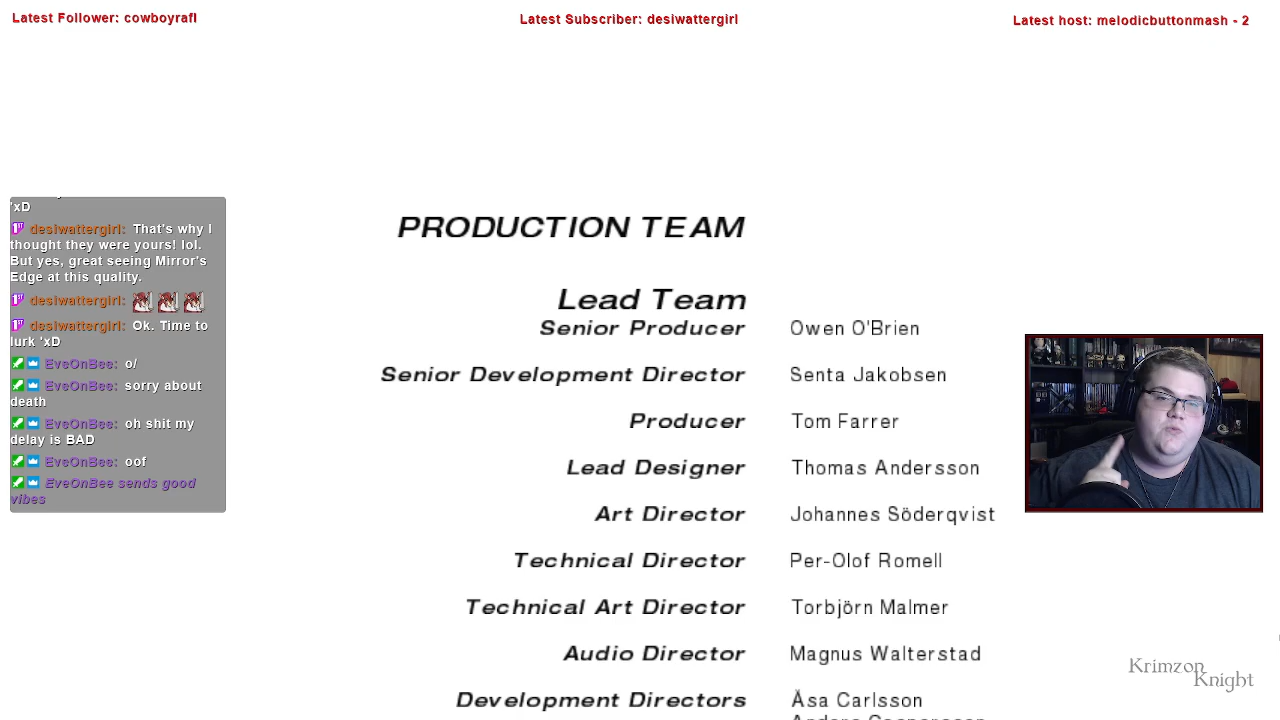 Latest Follower: cowboyrafl
Latest Subscriber: desiwattergirl
Latest host: melodicbuttonmash - 2
'xD
desiwattergirl: That's why I
thought they were yours! lol.
But yes, great seeing Mirror's
Edge at this quality.
desiwattergirl:
desiwattergirl: Ok. Time to
lurk 'xD
EveOnBee: o/
EveOnBee: sorry about
death
EveOnBee: oh shit my
delay is BAD
EveOnBee: oof
EveOnBee sends good
vibes
PRODUCTION TEAM
Lead Team
Senior Producer Owen O'Brien
Senior Development Director Senta Jakobsen
Producer Tom Farrer
Lead Designer Thomas Andersson
Art Director Johannes Söderqvist
Technical Director Per-Olof Romell
Technical Art Director Torbjörn Malmer
Audio Director Magnus Walterstad
Development Directors Åsa Carlsson
Krimzon
Knight